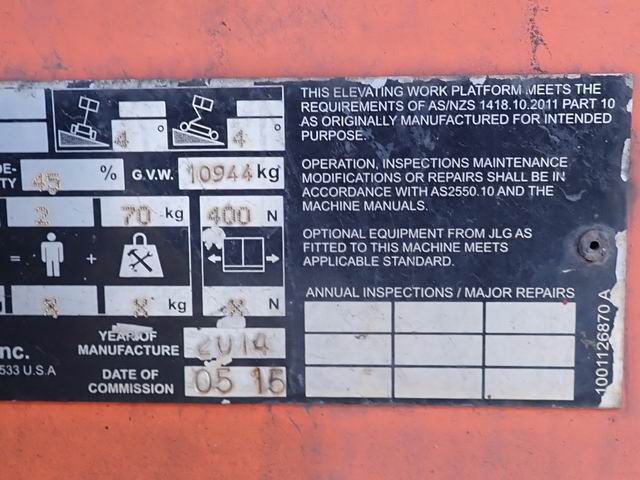 4° 4°
DE-
ITY 45 % G.V.W. 10944 kg
2 70 kg 400 N
= +
X X kg X N
YEAR OF
MANUFACTURE 2014
DATE OF
COMMISSION 05 15
nc.
533 U.S.A
THIS ELEVATING WORK PLATFORM MEETS THE
REQUIREMENTS OF AS/NZS 1418.10.2011 PART 10
AS ORIGINALLY MANUFACTURED FOR INTENDED
PURPOSE.
OPERATION, INSPECTIONS MAINTENANCE
MODIFICATIONS OR REPAIRS SHALL BE IN
ACCORDANCE WITH AS2550.10 AND THE
MACHINE MANUALS.
OPTIONAL EQUIPMENT FROM JLG AS
FITTED TO THIS MACHINE MEETS
APPLICABLE STANDARD.
ANNUAL INSPECTIONS / MAJOR REPAIRS
1001126870 A